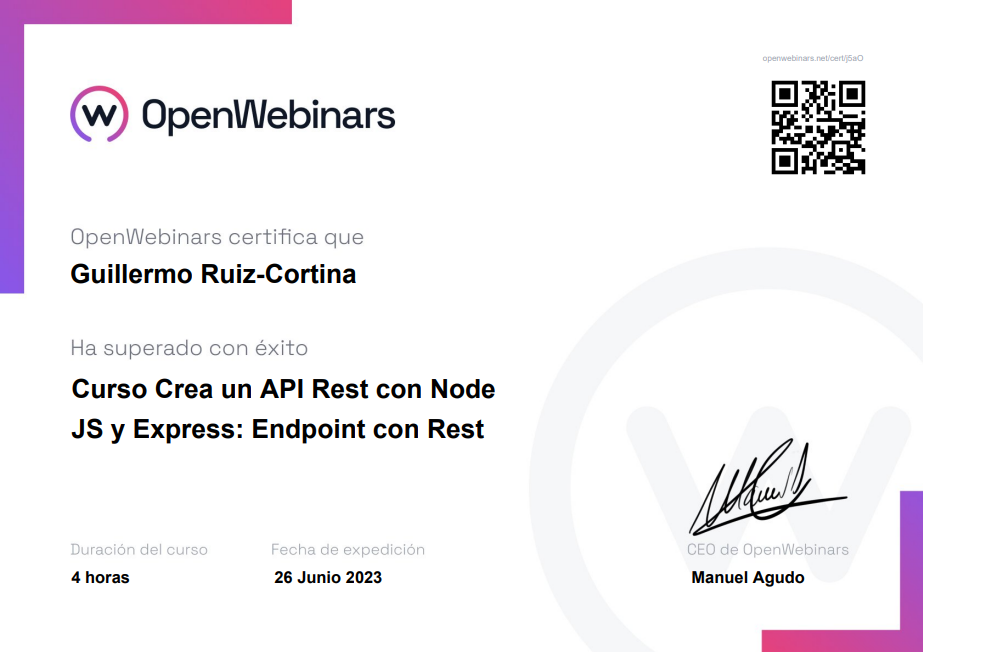 openwebinars.net/cert/j5aO
OpenWebinars
OpenWebinars certifica que
Guillermo Ruiz-Cortina
Ha superado con éxito
Curso Crea un API Rest con Node
JS y Express: Endpoint con Rest
Duración del curso
4 horas
Fecha de expedición
26 Junio 2023
CEO de OpenWebinars
Manuel Agudo